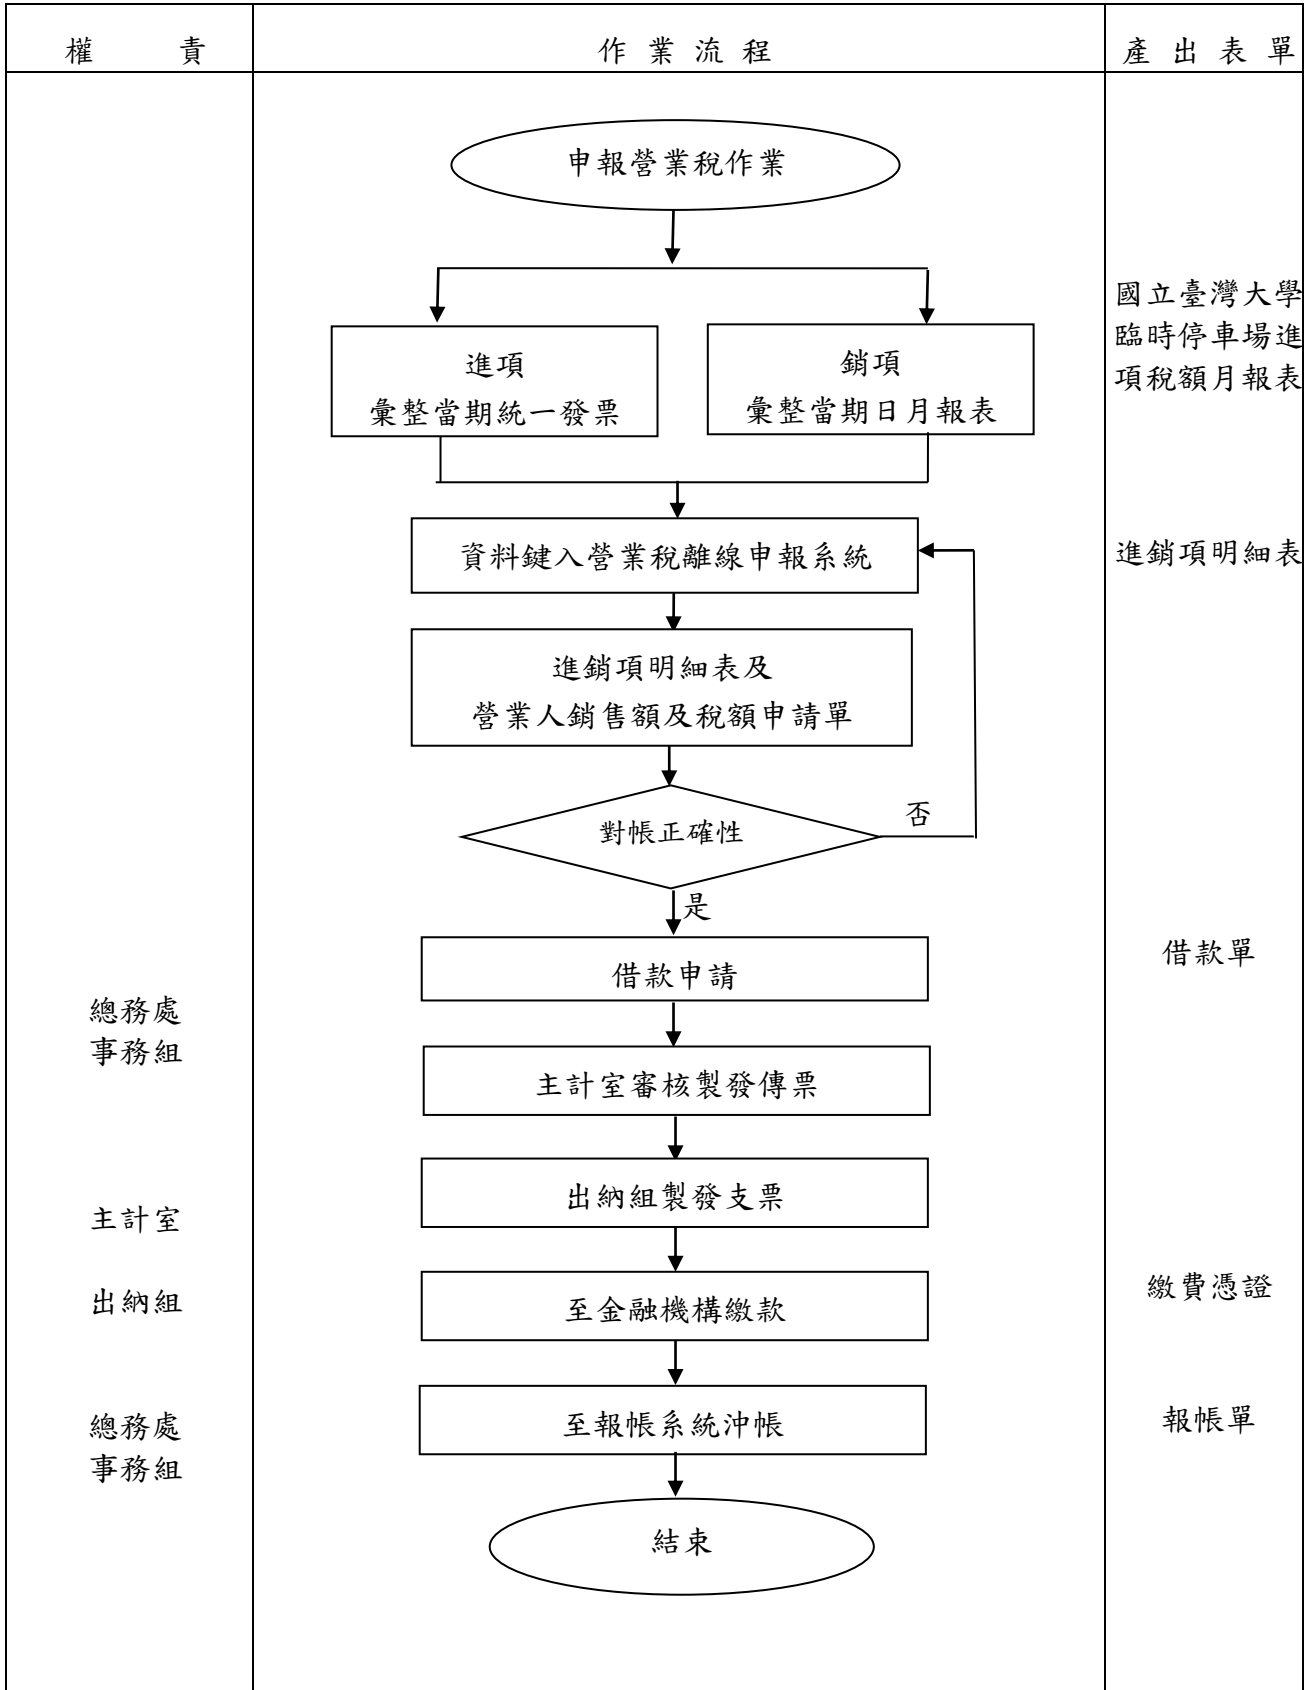 權 責
作 業 流 程
產 出 表 單
申報營業稅作業
國立臺灣大學
臨時停車場進
項稅額月報表
進項
彙整當期統一發票
銷項
彙整當期日月報表
資料鍵入營業稅離線申報系統
進銷項明細表
進銷項明細表及
營業人銷售額及稅額申請單
對帳正確性
否
是
借款申請
借款單
總務處
事務組
主計室審核製發傳票
出納組製發支票
主計室
至金融機構繳款
出納組
繳費憑證
至報帳系統沖帳
總務處
事務組
報帳單
結束